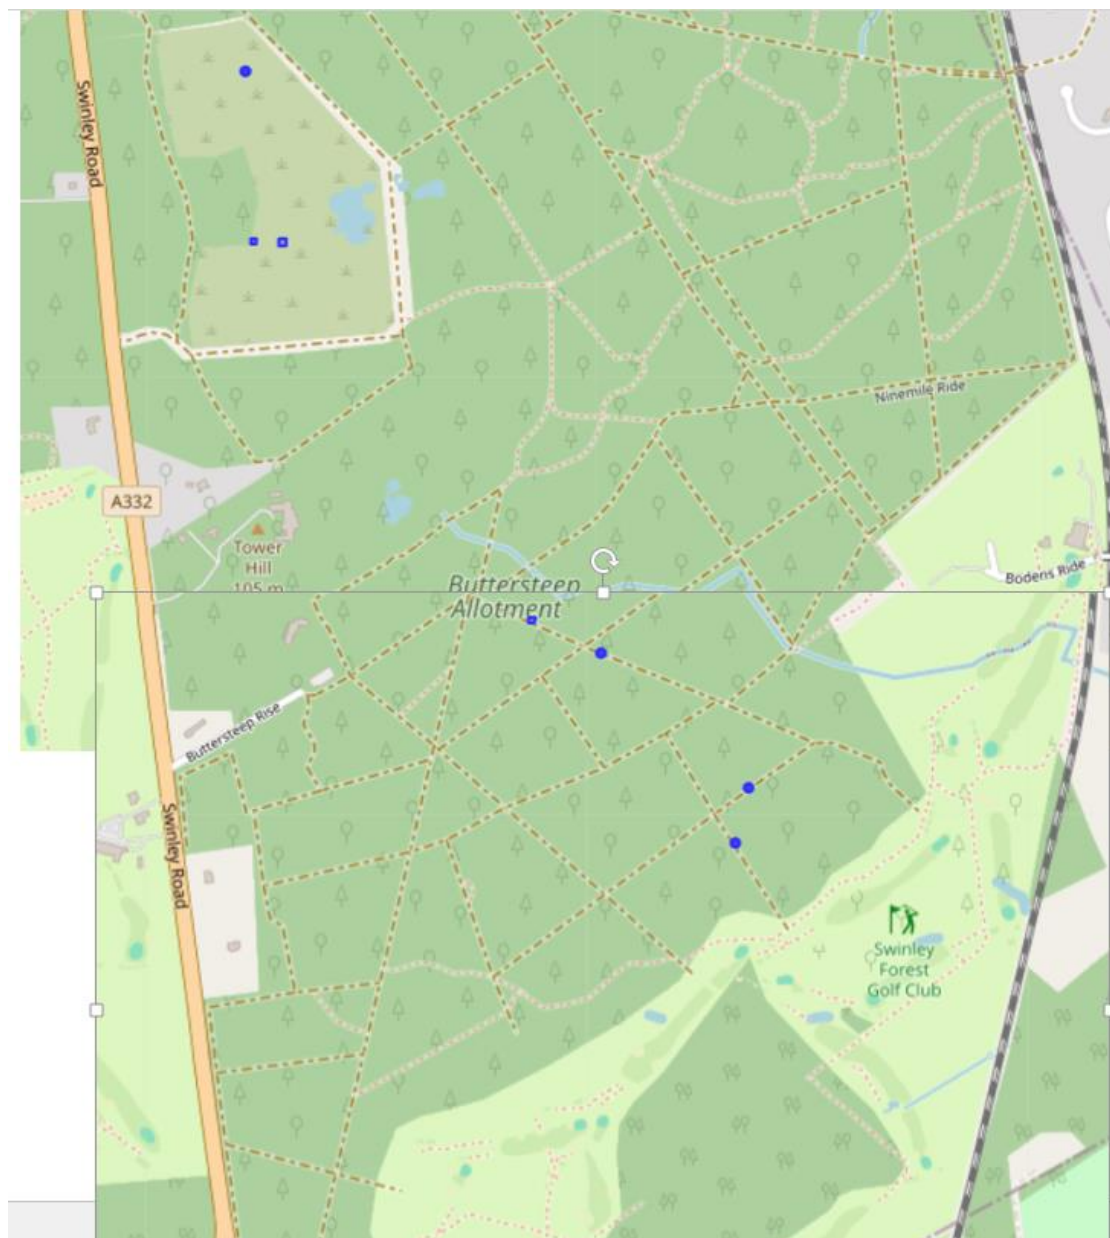 Swinley Road
Ninemile Ride
A332
Tower
Hill
105 m
Bodens Ride
Buttersteep
Allotment
Buttersteep Rise
Swinley Road
Swinley
Forest
Golf Club